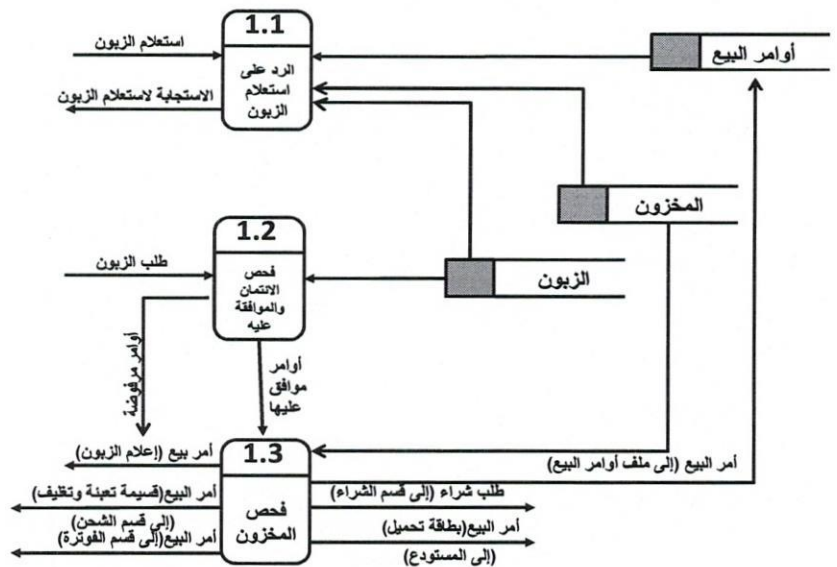 1.1
الرد على
استعلام
الزبون
استعلام الزبون
الاستجابة لاستعلام الزبون
أوامر البيع
المخزون
الزبون
1.2
فحص
الائتمان
والموافقة
عليه
طلب الزبون
أوامر مرفوضة
أوامر
موافق
عليها
1.3
فحص
المخزون
أمر بيع (إعلام الزبون)
أمر البيع (إلى ملف أوامر البيع)
أمر البيع(قسيمة تعبئة وتغليف)
(إلى قسم الشحن)
أمر البيع(إلى قسم الفوترة)
طلب شراء (إلى قسم الشراء)
أمر البيع(بطاقة تحميل)
(إلى المستودع)